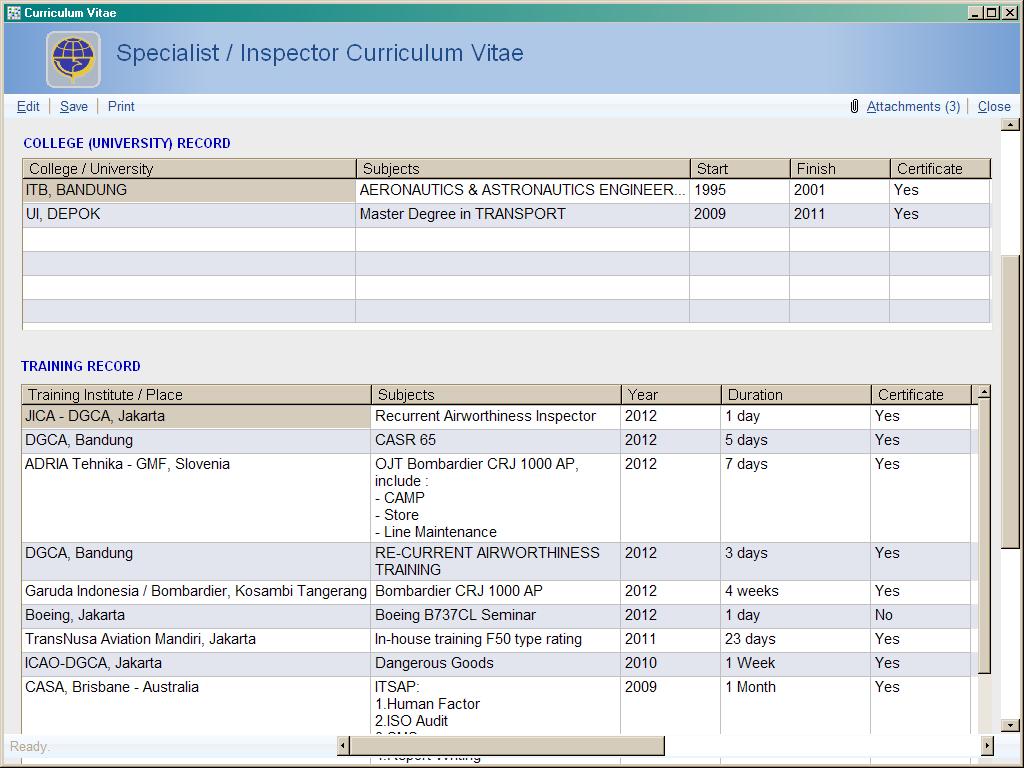 Curriculum Vitae
Specialist / Inspector Curriculum Vitae
Edit Save Print Attachments (3) Close
COLLEGE (UNIVERSITY) RECORD
College / University Subjects Start Finish Certificate
ITB, BANDUNG AERONAUTICS & ASTRONAUTICS ENGINEER... 1995 2001 Yes
UI, DEPOK Master Degree in TRANSPORT 2009 2011 Yes
TRAINING RECORD
Training Institute / Place Subjects Year Duration Certificate
JICA - DGCA, Jakarta Recurrent Airworthiness Inspector 2012 1 day Yes
DGCA, Bandung CASR 65 2012 5 days Yes
ADRIA Tehnika - GMF, Slovenia OJT Bombardier CRJ 1000 AP, 2012 7 days Yes
include :
- CAMP
- Store
- Line Maintenance
DGCA, Bandung RE-CURRENT AIRWORTHINESS 2012 3 days Yes
TRAINING
Garuda Indonesia / Bombardier, Kosambi Tangerang Bombardier CRJ 1000 AP 2012 4 weeks Yes
Boeing, Jakarta Boeing B737CL Seminar 2012 1 day No
TransNusa Aviation Mandiri, Jakarta In-house training F50 type rating 2011 23 days Yes
ICAO-DGCA, Jakarta Dangerous Goods 2010 1 Week Yes
CASA, Brisbane - Australia ITSAP: 2009 1 Month Yes
1.Human Factor
2.ISO Audit
Ready.